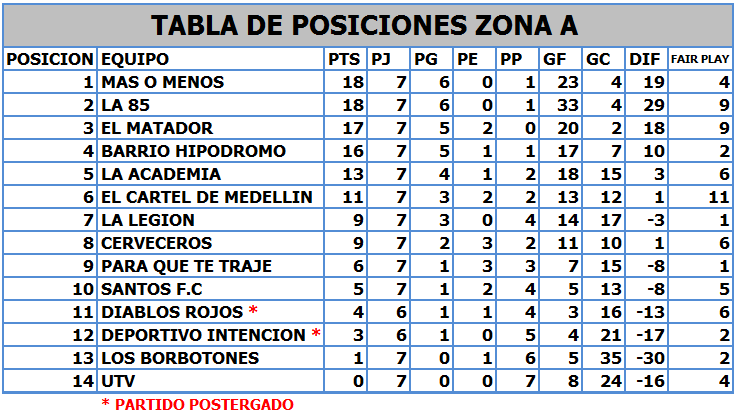 TABLA DE POSICIONES ZONA A
POSICION EQUIPO PTS PJ PG PE PP GF GC DIF FAIR PLAY
1 MAS O MENOS 18 7 6 0 1 23 4 19 4
2 LA 85 18 7 6 0 1 33 4 29 9
3 EL MATADOR 17 7 5 2 0 20 2 18 9
4 BARRIO HIPODROMO 16 7 5 1 1 17 7 10 2
5 LA ACADEMIA 13 7 4 1 2 18 15 3 6
6 EL CARTEL DE MEDELLIN 11 7 3 2 2 13 12 1 11
7 LA LEGION 9 7 3 0 4 14 17 -3 1
8 CERVECEROS 9 7 2 3 2 11 10 1 6
9 PARA QUE TE TRAJE 6 7 1 3 3 7 15 -8 1
10 SANTOS F.C 5 7 1 2 4 5 13 -8 5
11 DIABLOS ROJOS * 4 6 1 1 4 3 16 -13 6
12 DEPORTIVO INTENCION * 3 6 1 0 5 4 21 -17 2
13 LOS BORBOTONES 1 7 0 1 6 5 35 -30 2
14 UTV 0 7 0 0 7 8 24 -16 4
* PARTIDO POSTERGADO